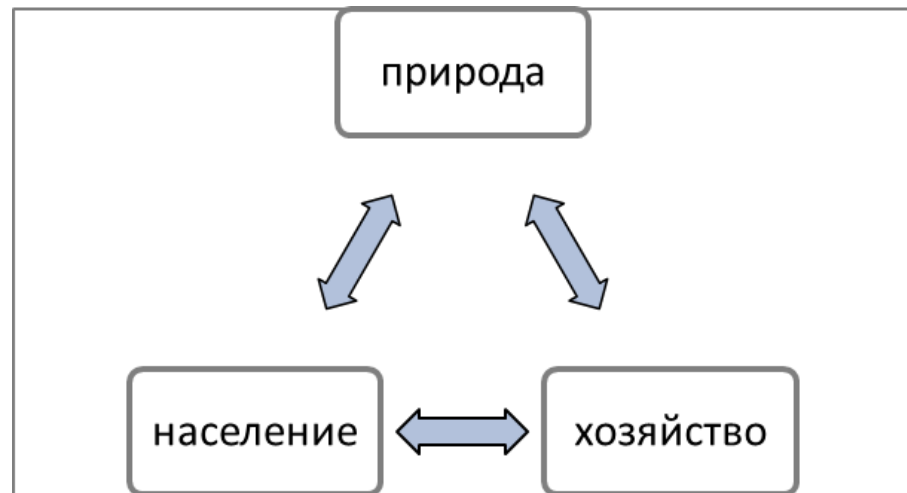 природа
население
хозяйство